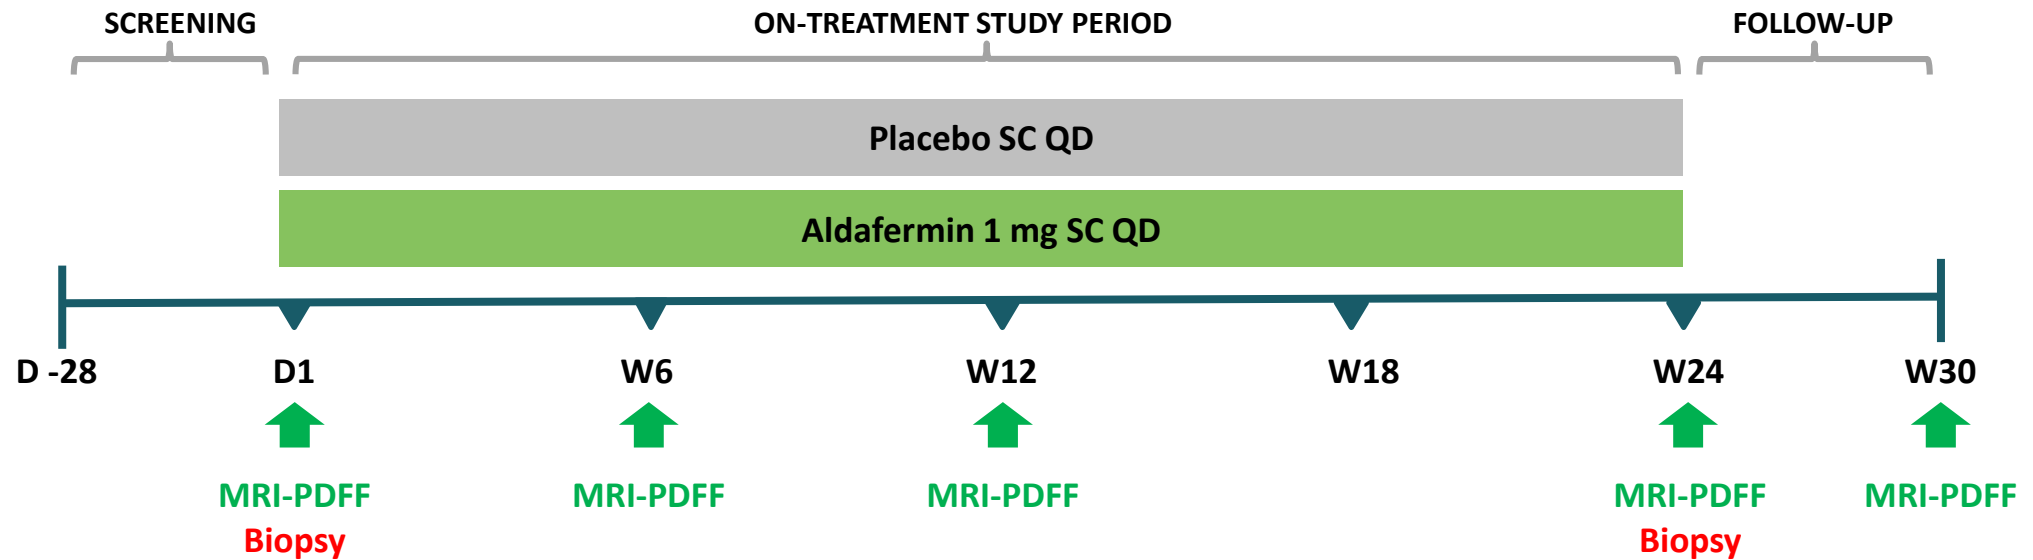 SCREENING
ON-TREATMENT STUDY PERIOD
FOLLOW-UP
Placebo SC QD
Aldafermin 1 mg SC QD
D -28
D1
W6
W12
W18
W24
W30
MRI-PDFF
MRI-PDFF
MRI-PDFF
MRI-PDFF
MRI-PDFF
Biopsy
Biopsy